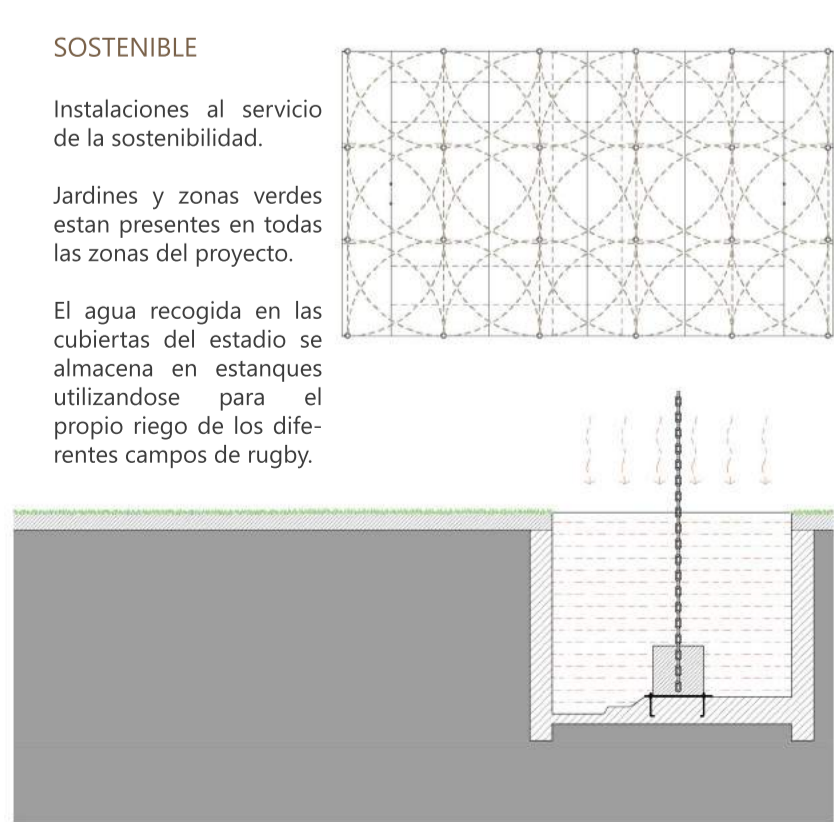 SOSTENIBLE
Instalaciones al servicio
de la sostenibilidad.
Jardines y zonas verdes
estan presentes en todas
las zonas del proyecto.
El agua recogida en las
cubiertas del estadio se
almacena en estanques
utilizandose para el
propio riego de los dife-
rentes campos de rugby.